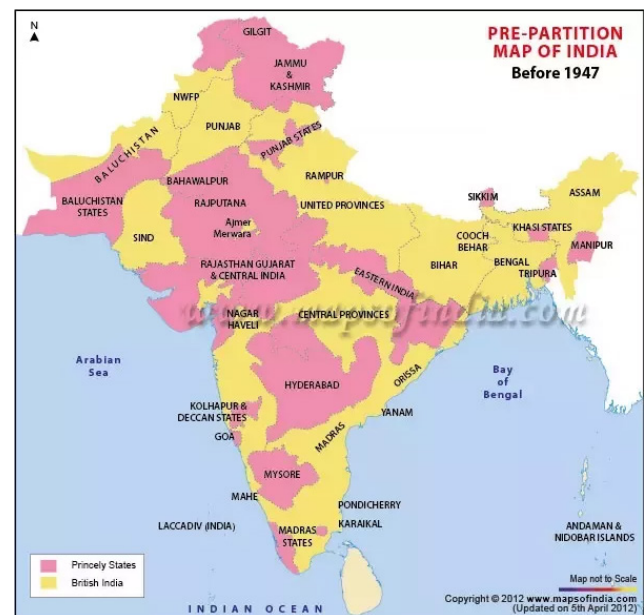 N
PRE-PARTITION
MAP OF INDIA
Before 1947
GILGIT
JAMMU
&
KASHMIR
NWFP
PUNJAB
BALUCHISTAN
PUNJAB STATES
BAHAWALPUR
RAMPUR
BALUCHISTAN
STATES
RAJPUTANA
UNITED PROVINCES
SIKKIM
ASSAM
SIND
Ajmer
Merwara
COOCH
BEHAR
KHASI STATES
MANIPUR
RAJASTHAN GUJARAT
& CENTRAL INDIA
BIHAR
BENGAL
TRIPURA
EASTERN INDIA
NAGAR
HAVELI
CENTRAL PROVINCES
www.mapsofindia.com
Arabian
Sea
HYDERABAD
ORISSA
Bay
of
Bengal
KOLHAPUR &
DECCAN STATES
YANAM
GOA
MADRAS
MYSORE
MAHE
PONDICHERRY
LACCADIV (INDIA)
MADRAS
STATES
KARAIKAL
ANDAMAN &
NIDOBAR ISLANDS
Princely States
British India
Map not to Scale
Copyright © 2012 www.mapsofindia.com
(Updated on 5th April 2012)
INDIAN OCEAN